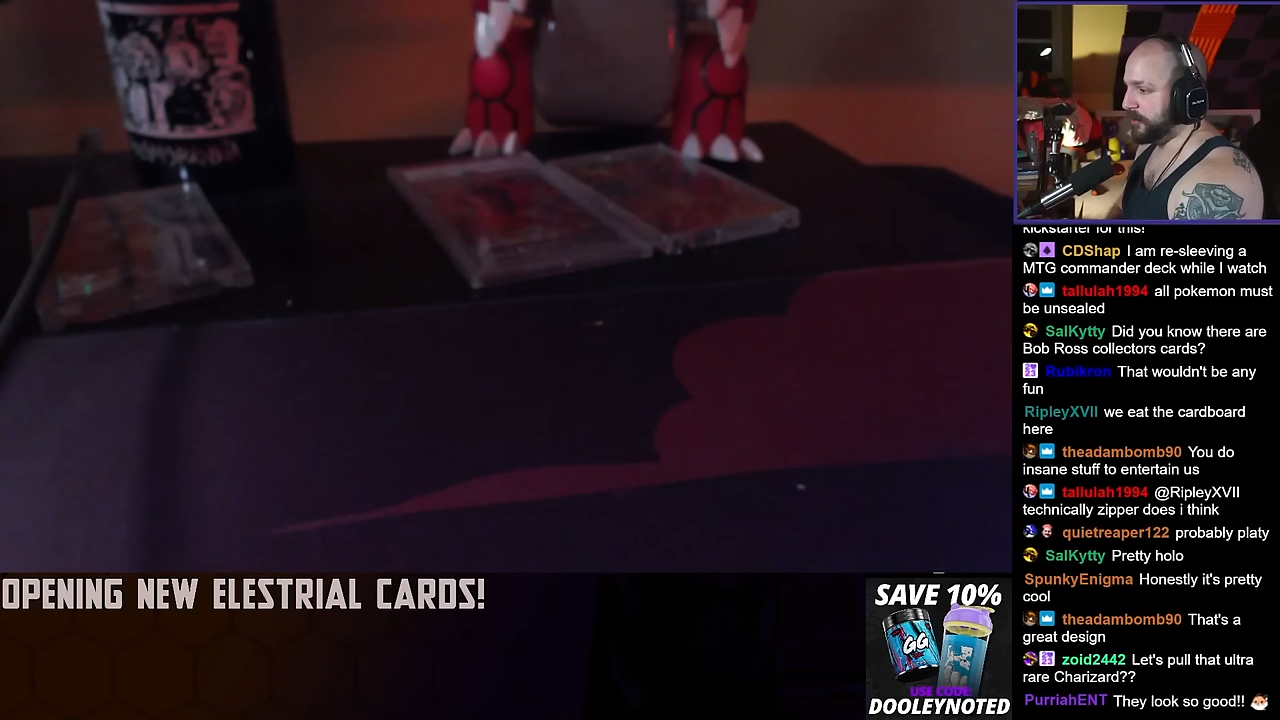 kickstarter for this!
CDShap I am re-sleeving a
MTG commander deck while I watch
tallulah1994 all pokemon must
be unsealed
SalKytty Did you know there are
Bob Ross collectors cards?
Rubikron That wouldn't be any
fun
RipleyXVII we eat the cardboard
here
theadambomb90 You do
insane stuff to entertain us
tallulah1994 @RipleyXVII
technically zipper does i think
quietreaper122 probably platy
SalKytty Pretty holo
SpunkyEnigma Honestly it's pretty
cool
theadambomb90 That's a
great design
zoid2442 Let's pull that ultra
rare Charizard??
PurriahENT They look so good!!
OPENING NEW ELESTRIAL CARDS!
SAVE 10%
GG
USE CODE:
DOOLEYNOTED